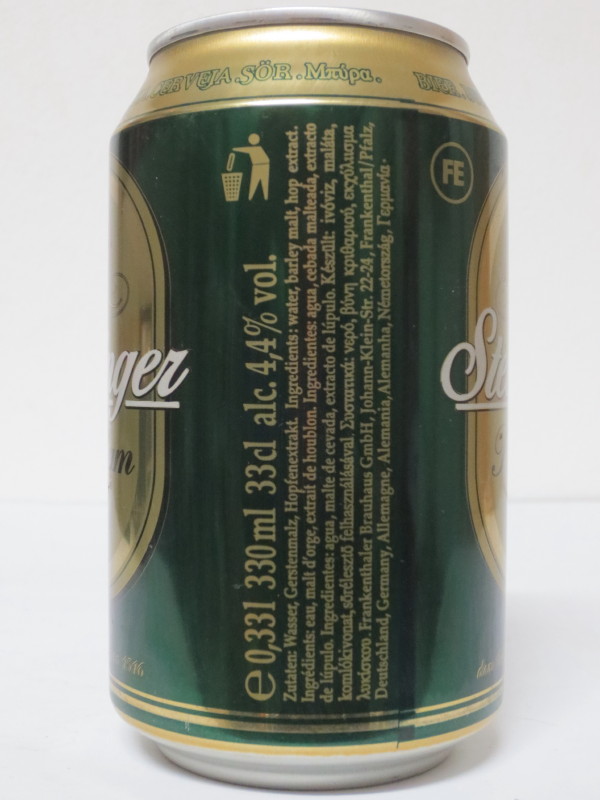 CERVEJA . SÖR . Μπύρα .
BIER
FE
nger
m
Ste
e 0,33l 330ml 33cl alc. 4,4% vol.
Zutaten: Wasser, Gerstenmalz, Hopfenextrakt. Ingredients: water, barley malt, hop extract.
Ingrédients: eau, malt d'orge, extrait de houblon. Ingredientes: agua, cebada malteada, extracto
de lúpulo. Ingredientes: agua, malte de cevada, extracto de lúpulo. Készült: ivóvíz, maláta,
komlókivonat, sörélesztő felhasználásával. Συστατικά: νερό, βύνη κριθαριού, εκχύλισμα
λυκίσκου. Frankenthaler Brauhaus GmbH, Johann-Klein-Str. 22-24, Frankenthal/Pfalz,
Deutschland, Germany, Allemagne, Alemania, Alemanha, Németország, Γερμανία.